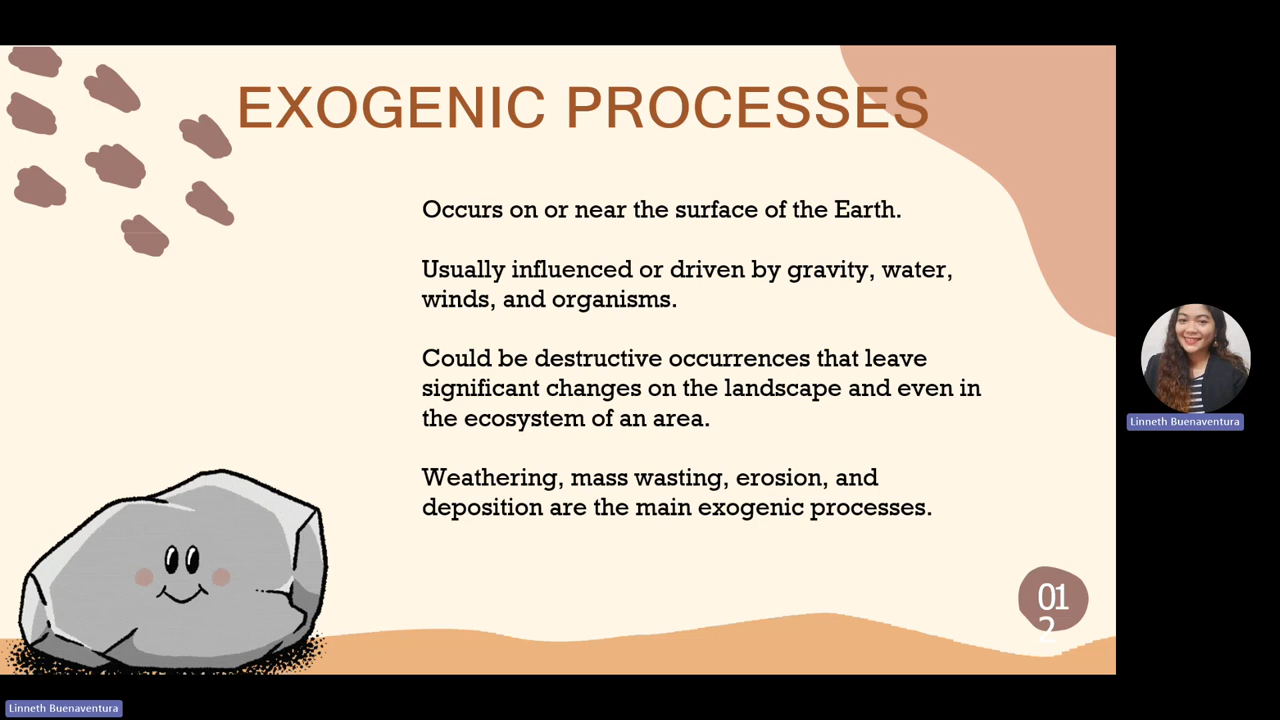 EXOGENIC PROCESSES
Occurs on or near the surface of the Earth.
Usually influenced or driven by gravity, water,
winds, and organisms.
Could be destructive occurrences that leave
significant changes on the landscape and even in
the ecosystem of an area.
Weathering, mass wasting, erosion, and
deposition are the main exogenic processes.
01
2
Linneth Buenaventura
Linneth Buenaventura